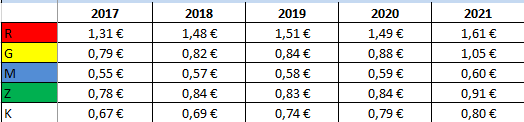 2017 2018 2019 2020 2021
R 1,31 € 1,48 € 1,51 € 1,49 € 1,61 €
G 0,79 € 0,82 € 0,84 € 0,88 € 1,05 €
M 0,55 € 0,57 € 0,58 € 0,59 € 0,60 €
Z 0,78 € 0,84 € 0,83 € 0,84 € 0,91 €
K 0,67 € 0,69 € 0,74 € 0,79 € 0,80 €